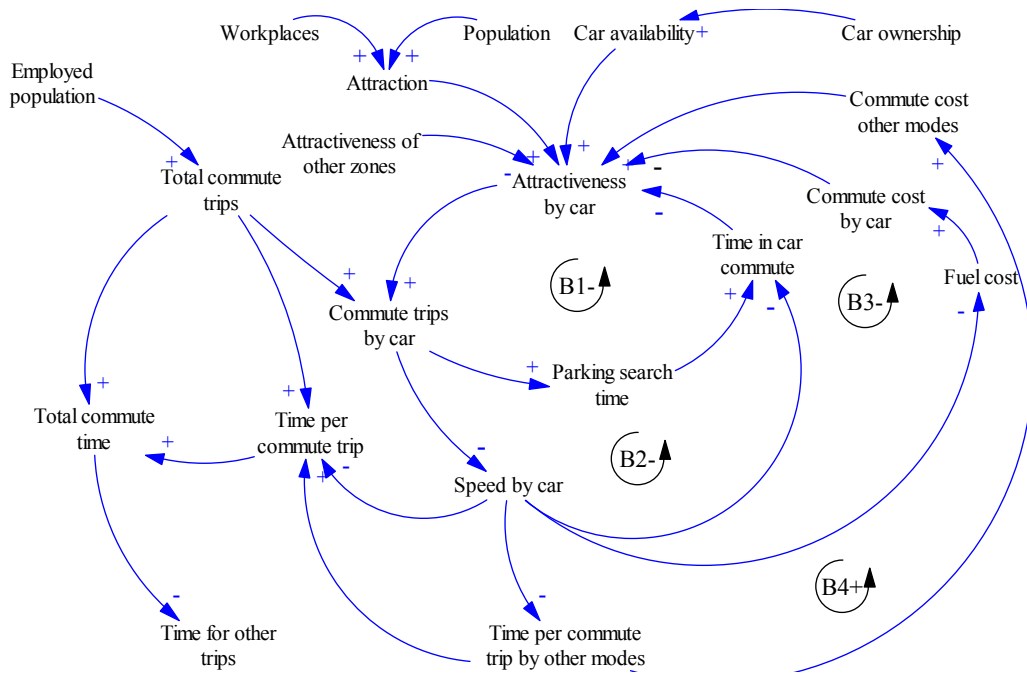 Workplaces
Population
Car availability+
Car ownership
+
+
Attraction
Employed
population
Commute cost
other modes
Attractiveness of
other zones
+
Total commute
trips
-
+
+
+
-
Attractiveness
by car
-
+
Commute cost
by car
Time in car
commute
+
Fuel cost
+
+
B1-
B3-
-
Commute trips
by car
+
-
+
Parking search
time
+
+
Total commute
time
+
Time per
commute trip
-
+
-
B2-
Speed by car
B4+
-
-
Time for other
trips
Time per commute
trip by other modes